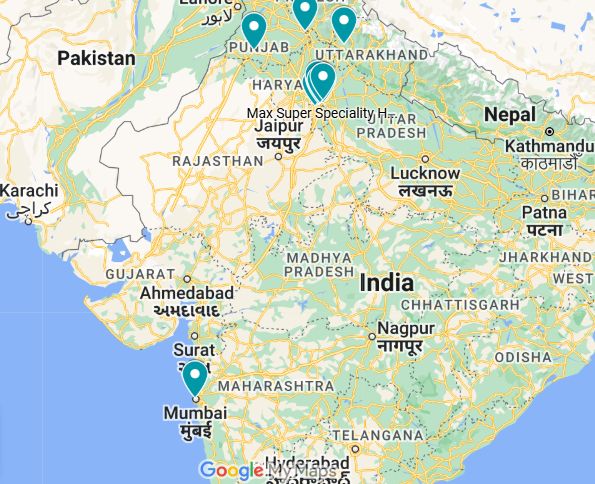 Lahore
لاہور
PRADESH
PUNJAB
Pakistan
UTTARAKHAND
HARYA
Max Super Speciality H...
Nepal
Jaipur
जयपुर
UTTAR
PRADESH
Kathmandu
काठमाडौँ
RAJASTHAN
Lucknow
लखनऊ
Karachi
کراچی
BIHAR
Patna
पटना
MADHYA
PRADESH
JHARKHAND
GUJARAT
India
WEST
Ahmedabad
અમદાવાદ
CHHATTISGARH
Nagpur
नागपूर
Surat
ODISHA
MAHARASHTRA
Mumbai
मुंबई
TELANGANA
Hyderabad
Google My Maps